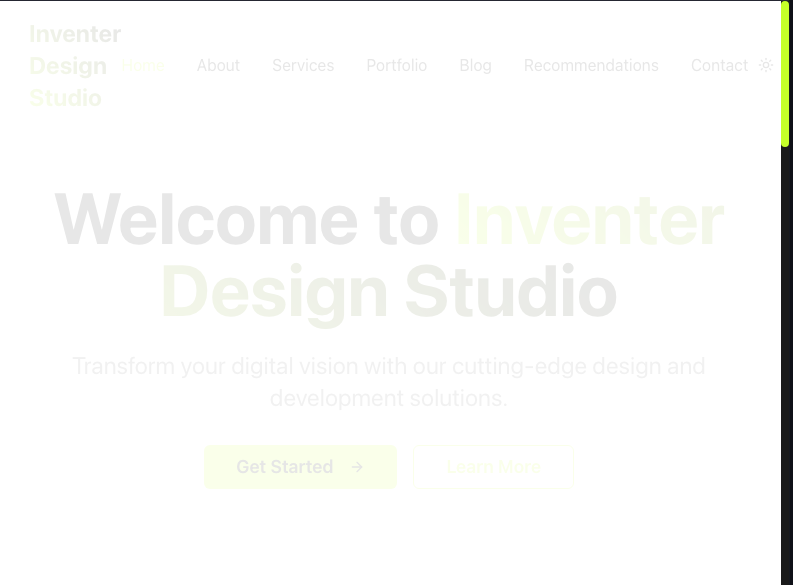 Inventer
Design
Studio
Home About Services Portfolio Blog Recommendations Contact
Welcome to Inventer
Design Studio
Transform your digital vision with our cutting-edge design and
development solutions.
Get Started → Learn More